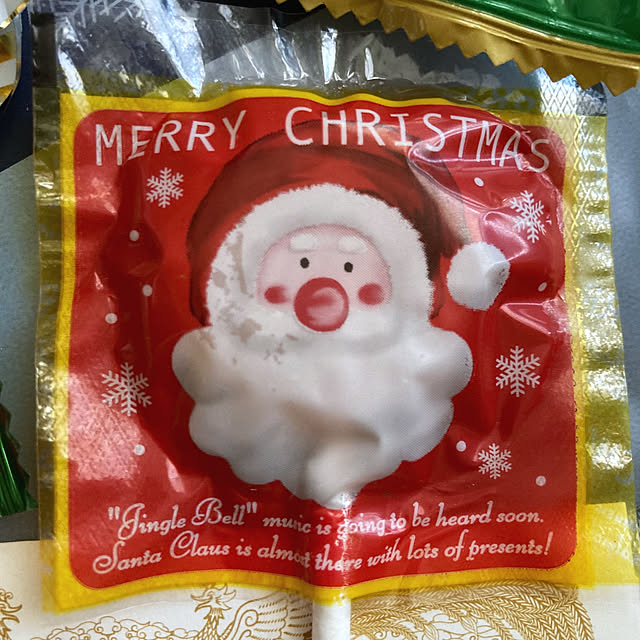 MERRY CHRISTMAS
"Jingle Bell" music is going to be heard soon.
Santa Claus is almost there with lots of presents!